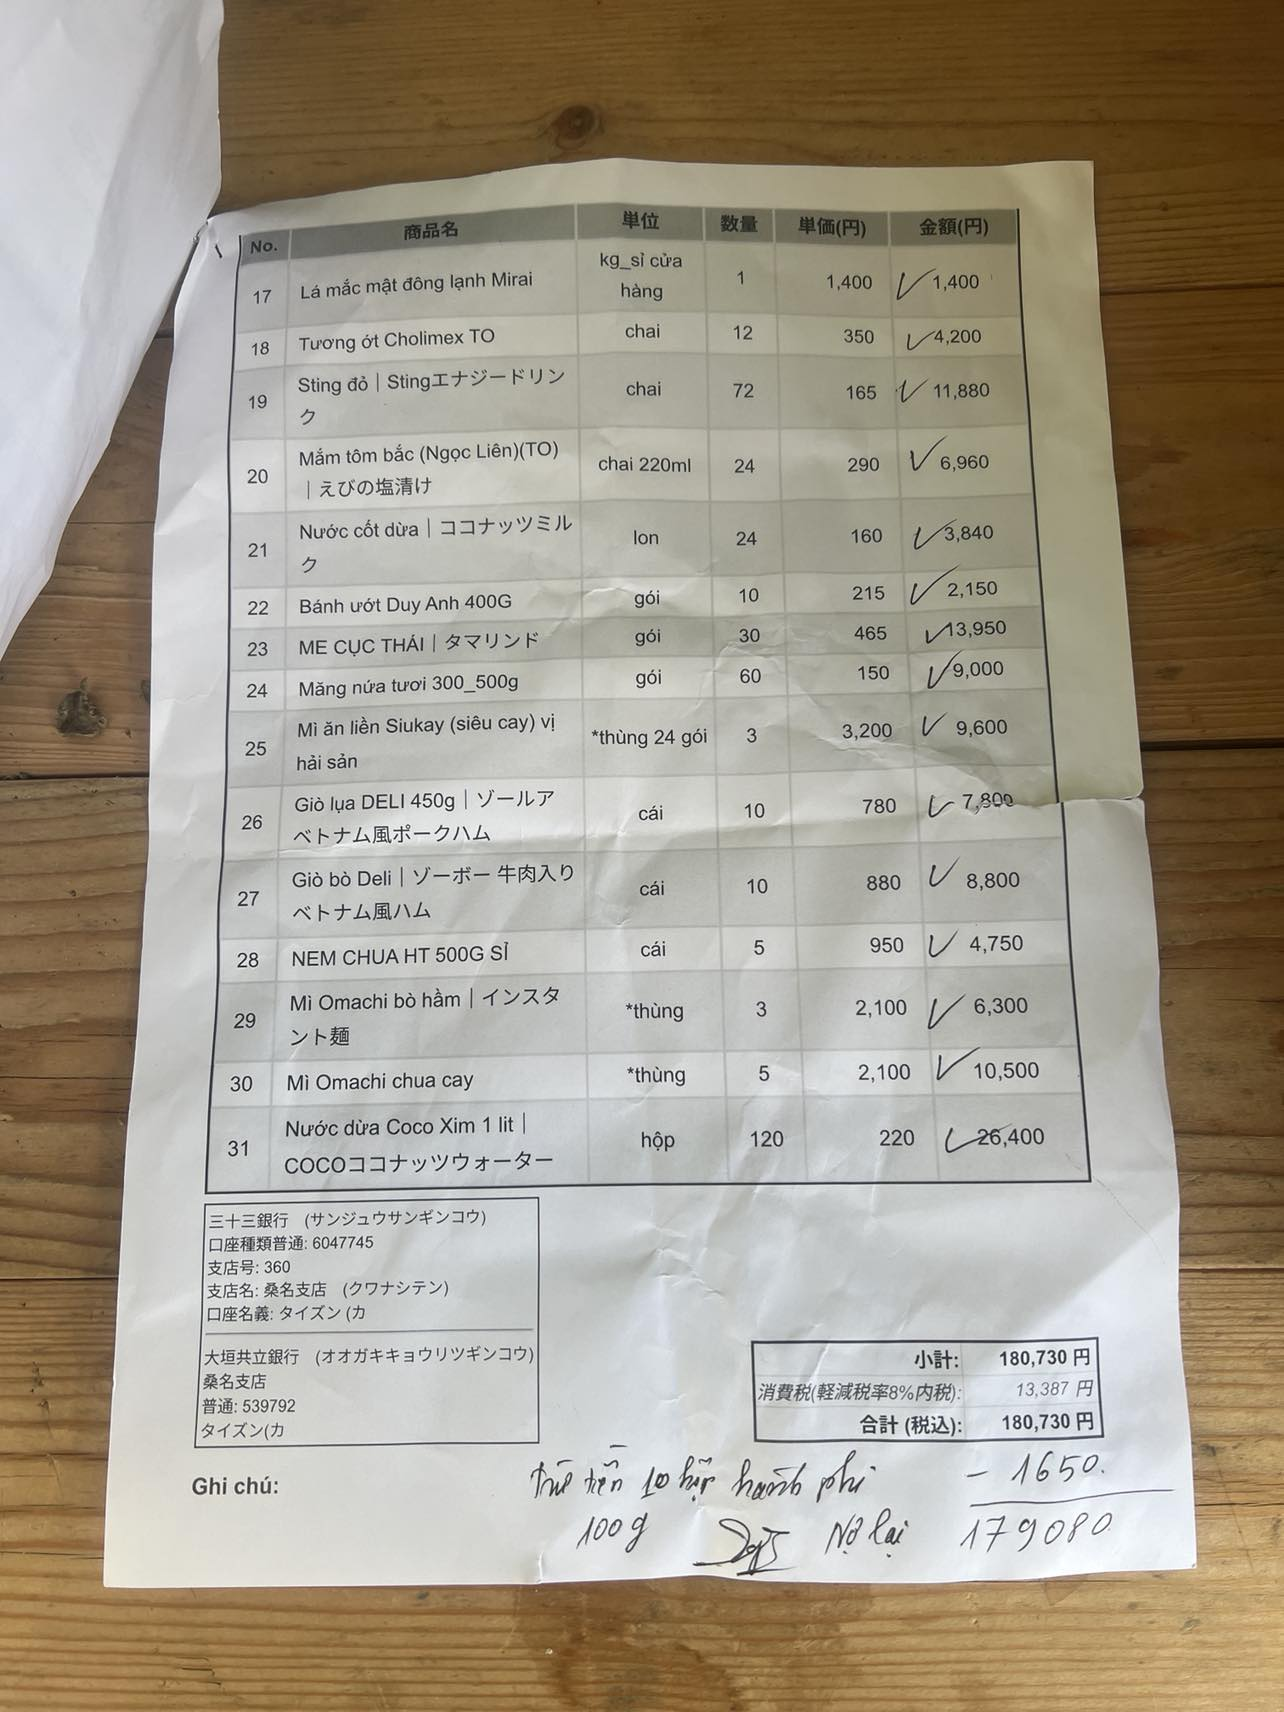 No. 商品名 単位 数量 単価(円) 金額(円)
17 Lá mắc mật đông lạnh Mirai kg_sỉ cửa hàng 1 1,400 1,400
18 Tương ớt Cholimex TO chai 12 350 4,200
19 Sting đỏ｜Stingエナジードリンク chai 72 165 11,880
20 Mắm tôm bắc (Ngọc Liên)(TO)｜えびの塩漬け chai 220ml 24 290 6,960
21 Nước cốt dừa｜ココナッツミルク lon 24 160 3,840
22 Bánh ướt Duy Anh 400G gói 10 215 2,150
23 ME CỤC THÁI｜タマリンド gói 30 465 13,950
24 Măng nứa tươi 300_500g gói 60 150 9,000
25 Mì ăn liền Siukay (siêu cay) vị hải sản *thùng 24 gói 3 3,200 9,600
26 Giò lụa DELI 450g｜ゾールア ベトナム風ポークハム cái 10 780 7,800
27 Giò bò Deli｜ゾーボー 牛肉入りベトナム風ハム cái 10 880 8,800
28 NEM CHUA HT 500G SỈ cái 5 950 4,750
29 Mì Omachi bò hầm｜インスタント麺 *thùng 3 2,100 6,300
30 Mì Omachi chua cay *thùng 5 2,100 10,500
31 Nước dừa Coco Xim 1 lit｜COCOココナッツウォーター hộp 120 220 26,400
三十三銀行 (サンジュウサンギンコウ)
口座種類普通: 6047745
支店号: 360
支店名: 桑名支店 (クワナシテン)
口座名義: タイズン (カ
大垣共立銀行 (オオガキキョウリツギンコウ)
桑名支店
普通: 539792
タイズン(カ
小計: 180,730 円
消費税(軽減税率8%内税): 13,387 円
合計 (税込): 180,730 円
Ghi chú:
trừ tiền 10 hộp hành phi - 1650.
100g Nợ lại 179080